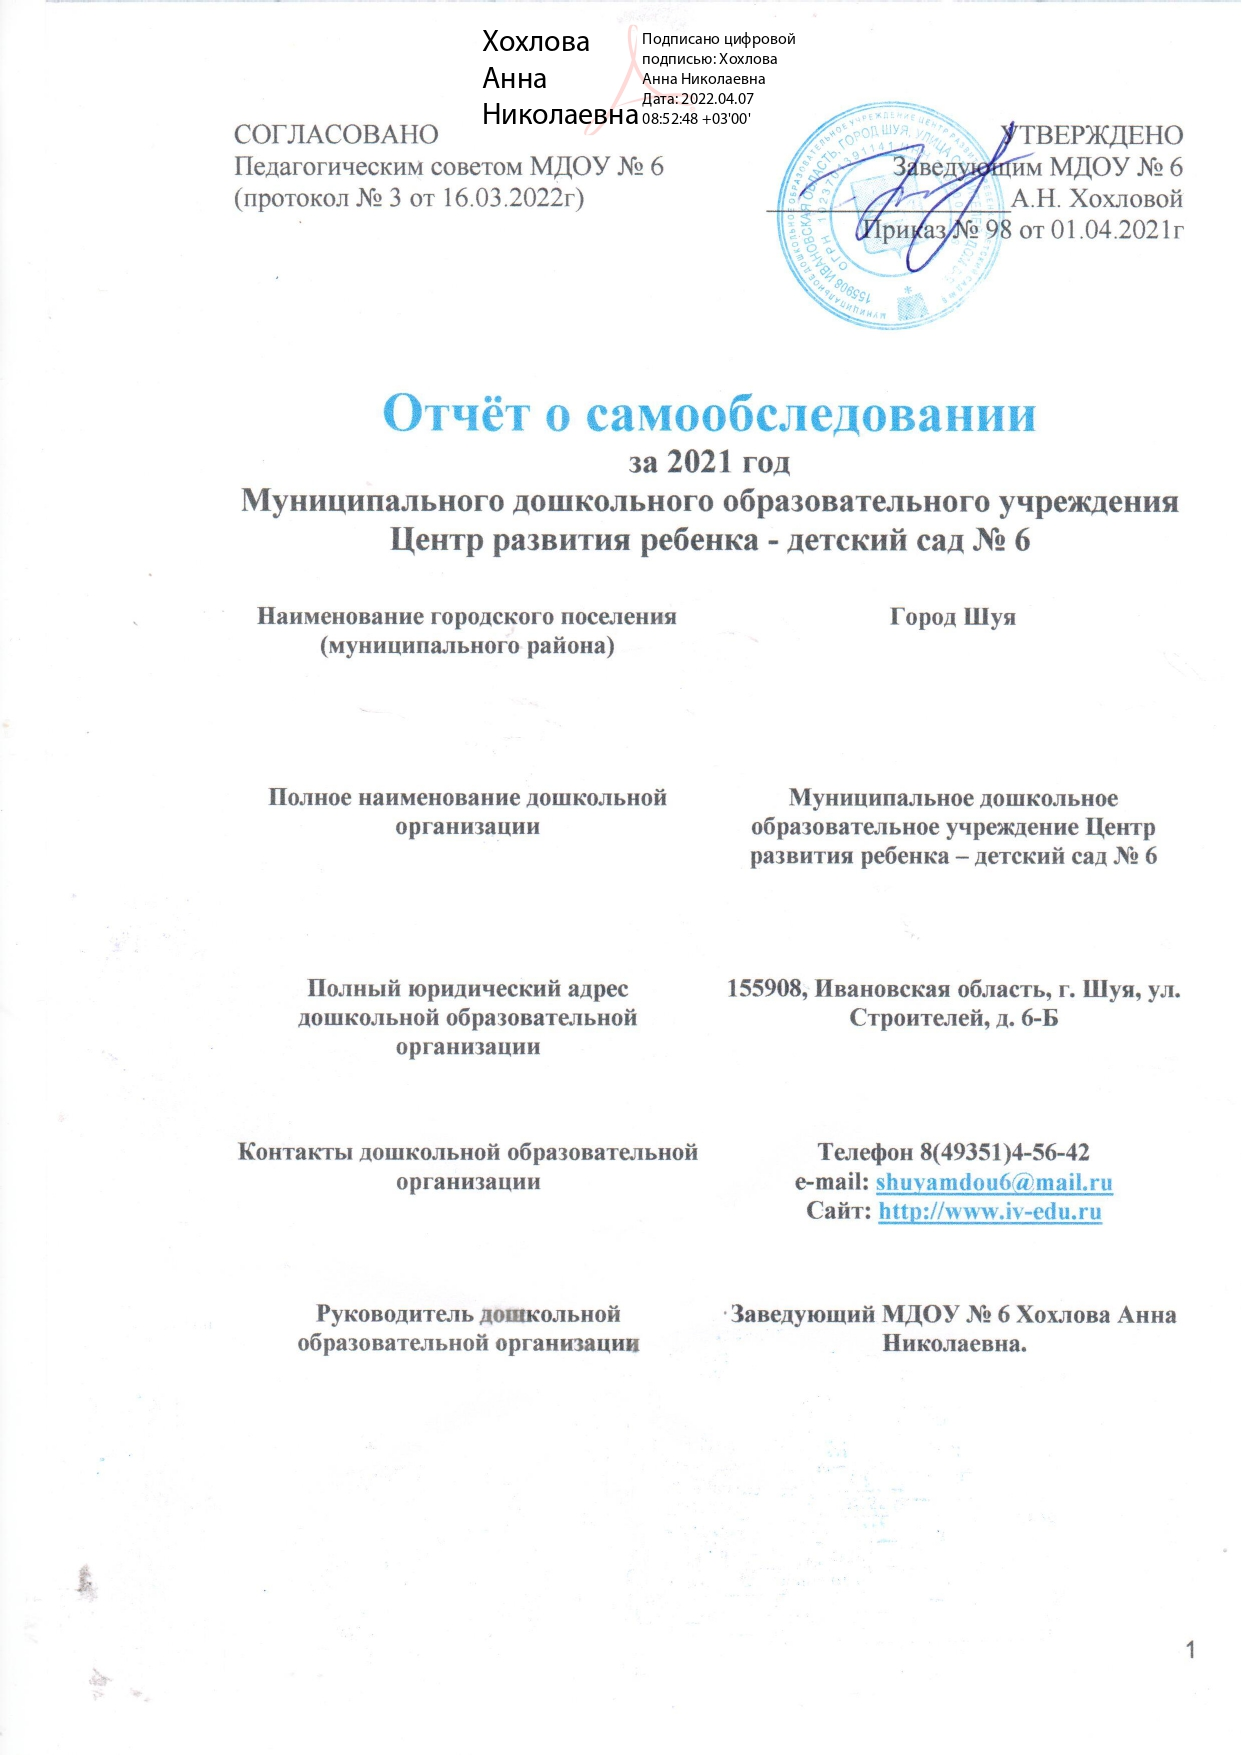 Хохлова
Анна
Николаевна
Подписано цифровой
подписью: Хохлова
Анна Николаевна
Дата: 2022.04.07
08:52:48 +03'00'
СОГЛАСОВАНО
Педагогическим советом МДОУ № 6
(протокол № 3 от 16.03.2022г)
УТВЕРЖДЕНО
Заведующим МДОУ № 6
А.Н. Хохловой
Приказ № 98 от 01.04.2021г
Отчёт о самообследовании
за 2021 год
Муниципального дошкольного образовательного учреждения
Центр развития ребенка - детский сад № 6
Наименование городского поселения
(муниципального района)
Город Шуя
Полное наименование дошкольной
организации
Муниципальное дошкольное
образовательное учреждение Центр
развития ребенка – детский сад № 6
Полный юридический адрес
дошкольной образовательной
организации
155908, Ивановская область, г. Шуя, ул.
Строителей, д. 6-Б
Контакты дошкольной образовательной
организации
Телефон 8(49351)4-56-42
e-mail: shuyamdou6@mail.ru
Сайт: http://www.iv-edu.ru
Руководитель дошкольной
образовательной организации
Заведующий МДОУ № 6 Хохлова Анна
Николаевна.
1